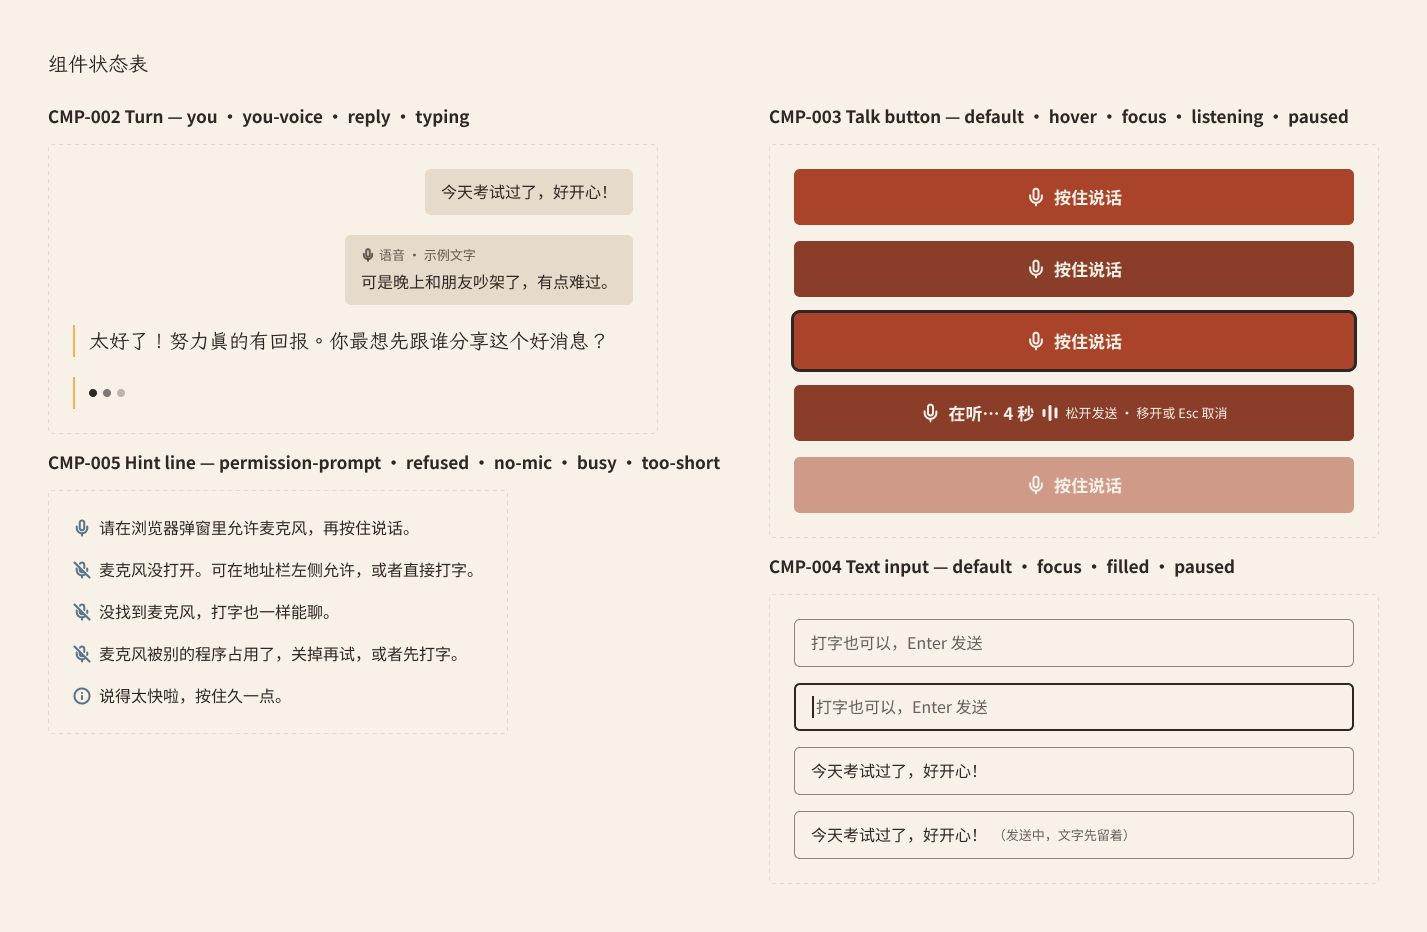 组件状态表
CMP-002 Turn — you • you-voice • reply • typing
今天考试过了，好开心！
语音 • 示例文字
可是晚上和朋友吵架了，有点难过。
太好了！努力真的有回报。你最想先跟谁分享这个好消息？
CMP-005 Hint line — permission-prompt • refused • no-mic • busy • too-short
请在浏览器弹窗里允许麦克风，再按住说话。
麦克风没打开。可在地址栏左侧允许，或者直接打字。
没找到麦克风，打字也一样能聊。
麦克风被别的程序占用了，关掉再试，或者先打字。
说得太快啦，按住久一点。
CMP-003 Talk button — default • hover • focus • listening • paused
按住说话
按住说话
按住说话
在听… 4 秒 松开发送 • 移开或 Esc 取消
按住说话
CMP-004 Text input — default • focus • filled • paused
打字也可以，Enter 发送
打字也可以，Enter 发送
今天考试过了，好开心！
今天考试过了，好开心！ （发送中，文字先留着）